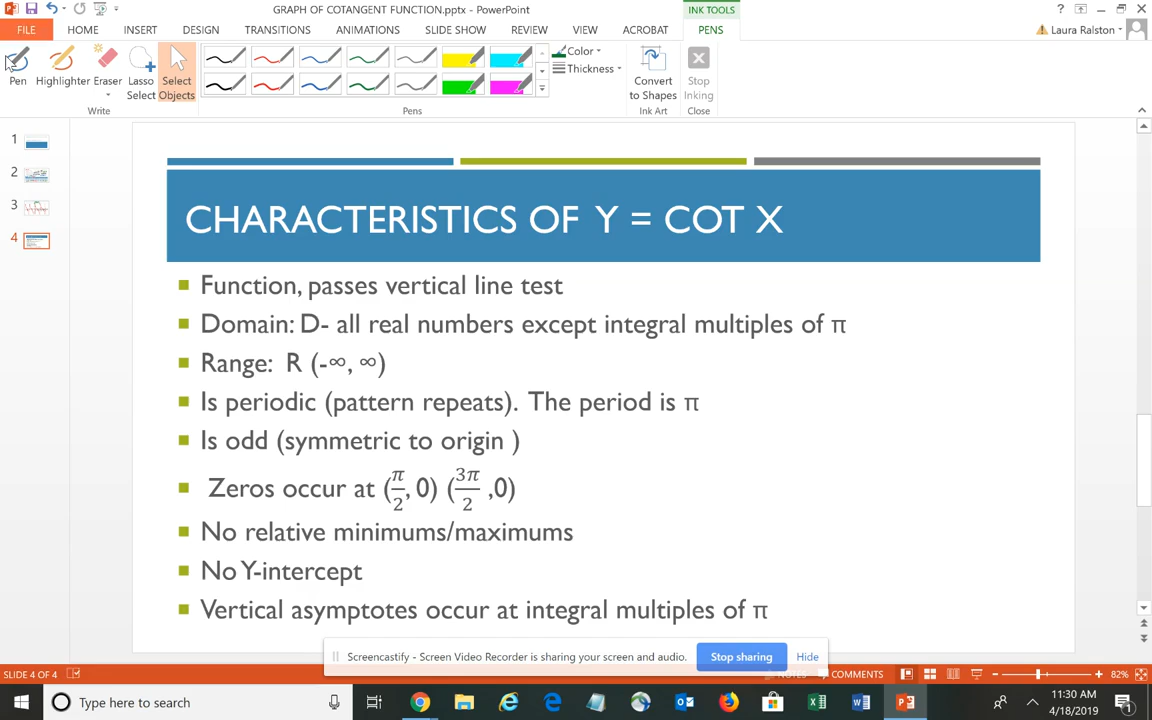 GRAPH OF COTANGENT FUNCTION.pptx - PowerPoint
INK TOOLS
FILE HOME INSERT DESIGN TRANSITIONS ANIMATIONS SLIDE SHOW REVIEW VIEW ACROBAT PENS
Laura Ralston
Pen Highlighter Eraser Lasso Select Select Objects
Color
Thickness
Convert to Shapes
Stop Inking
Write Pens Ink Art Close
1
2
3
4
CHARACTERISTICS OF Y = COT X
Function, passes vertical line test
Domain: D- all real numbers except integral multiples of π
Range: R (-∞, ∞)
Is periodic (pattern repeats). The period is π
Is odd (symmetric to origin )
Zeros occur at (π/2, 0) (3π/2 ,0)
No relative minimums/maximums
No Y-intercept
Vertical asymptotes occur at integral multiples of π
Screencastify - Screen Video Recorder is sharing your screen and audio. Stop sharing Hide
SLIDE 4 OF 4 NOTES COMMENTS 82%
Type here to search
11:30 AM
4/18/2019